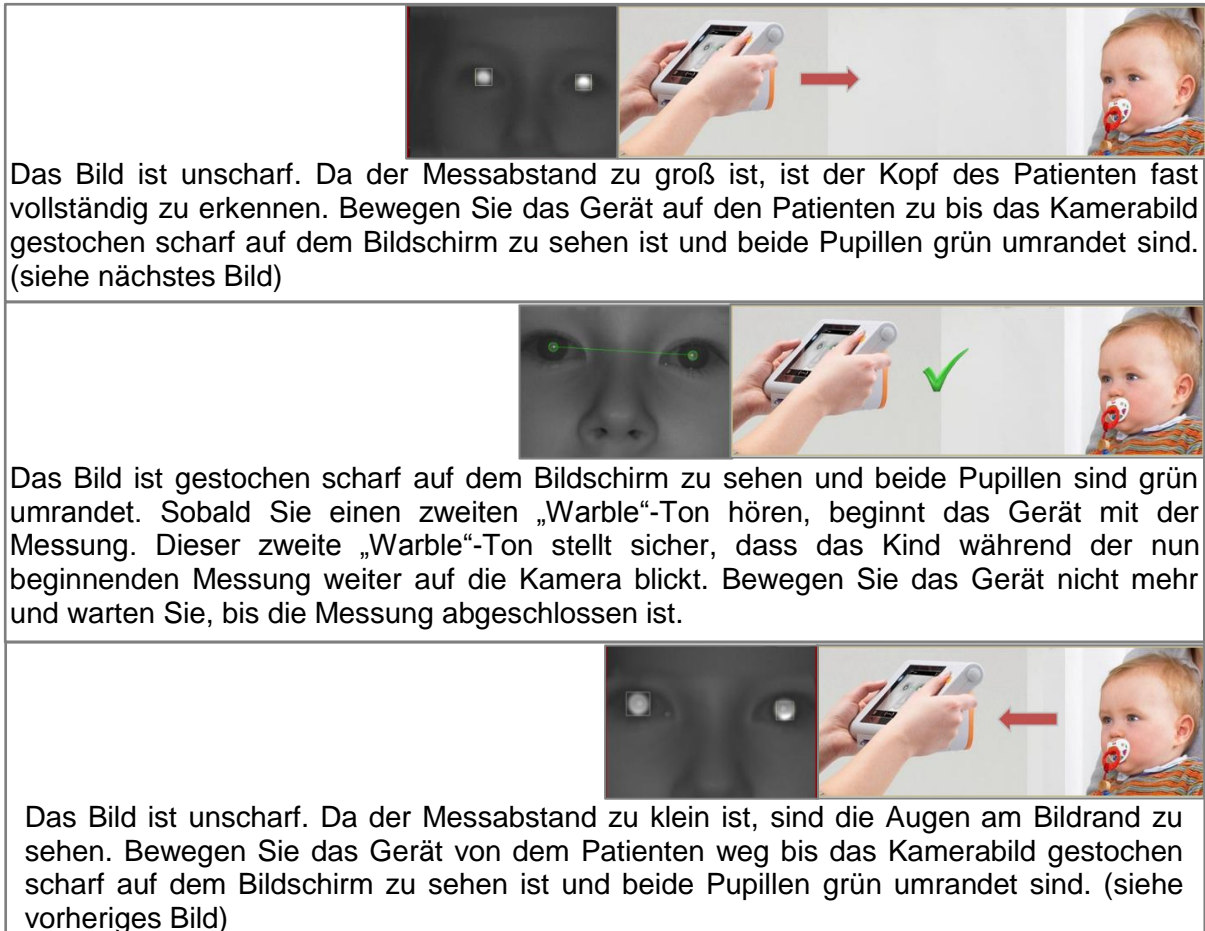 Das Bild ist unscharf. Da der Messabstand zu groß ist, ist der Kopf des Patienten fast
vollständig zu erkennen. Bewegen Sie das Gerät auf den Patienten zu bis das Kamerabild
gestochen scharf auf dem Bildschirm zu sehen ist und beide Pupillen grün umrandet sind.
(siehe nächstes Bild)
Das Bild ist gestochen scharf auf dem Bildschirm zu sehen und beide Pupillen sind grün
umrandet. Sobald Sie einen zweiten „Warble“-Ton hören, beginnt das Gerät mit der
Messung. Dieser zweite „Warble“-Ton stellt sicher, dass das Kind während der nun
beginnenden Messung weiter auf die Kamera blickt. Bewegen Sie das Gerät nicht mehr
und warten Sie, bis die Messung abgeschlossen ist.
Das Bild ist unscharf. Da der Messabstand zu klein ist, sind die Augen am Bildrand zu
sehen. Bewegen Sie das Gerät von dem Patienten weg bis das Kamerabild gestochen
scharf auf dem Bildschirm zu sehen ist und beide Pupillen grün umrandet sind. (siehe
vorheriges Bild)